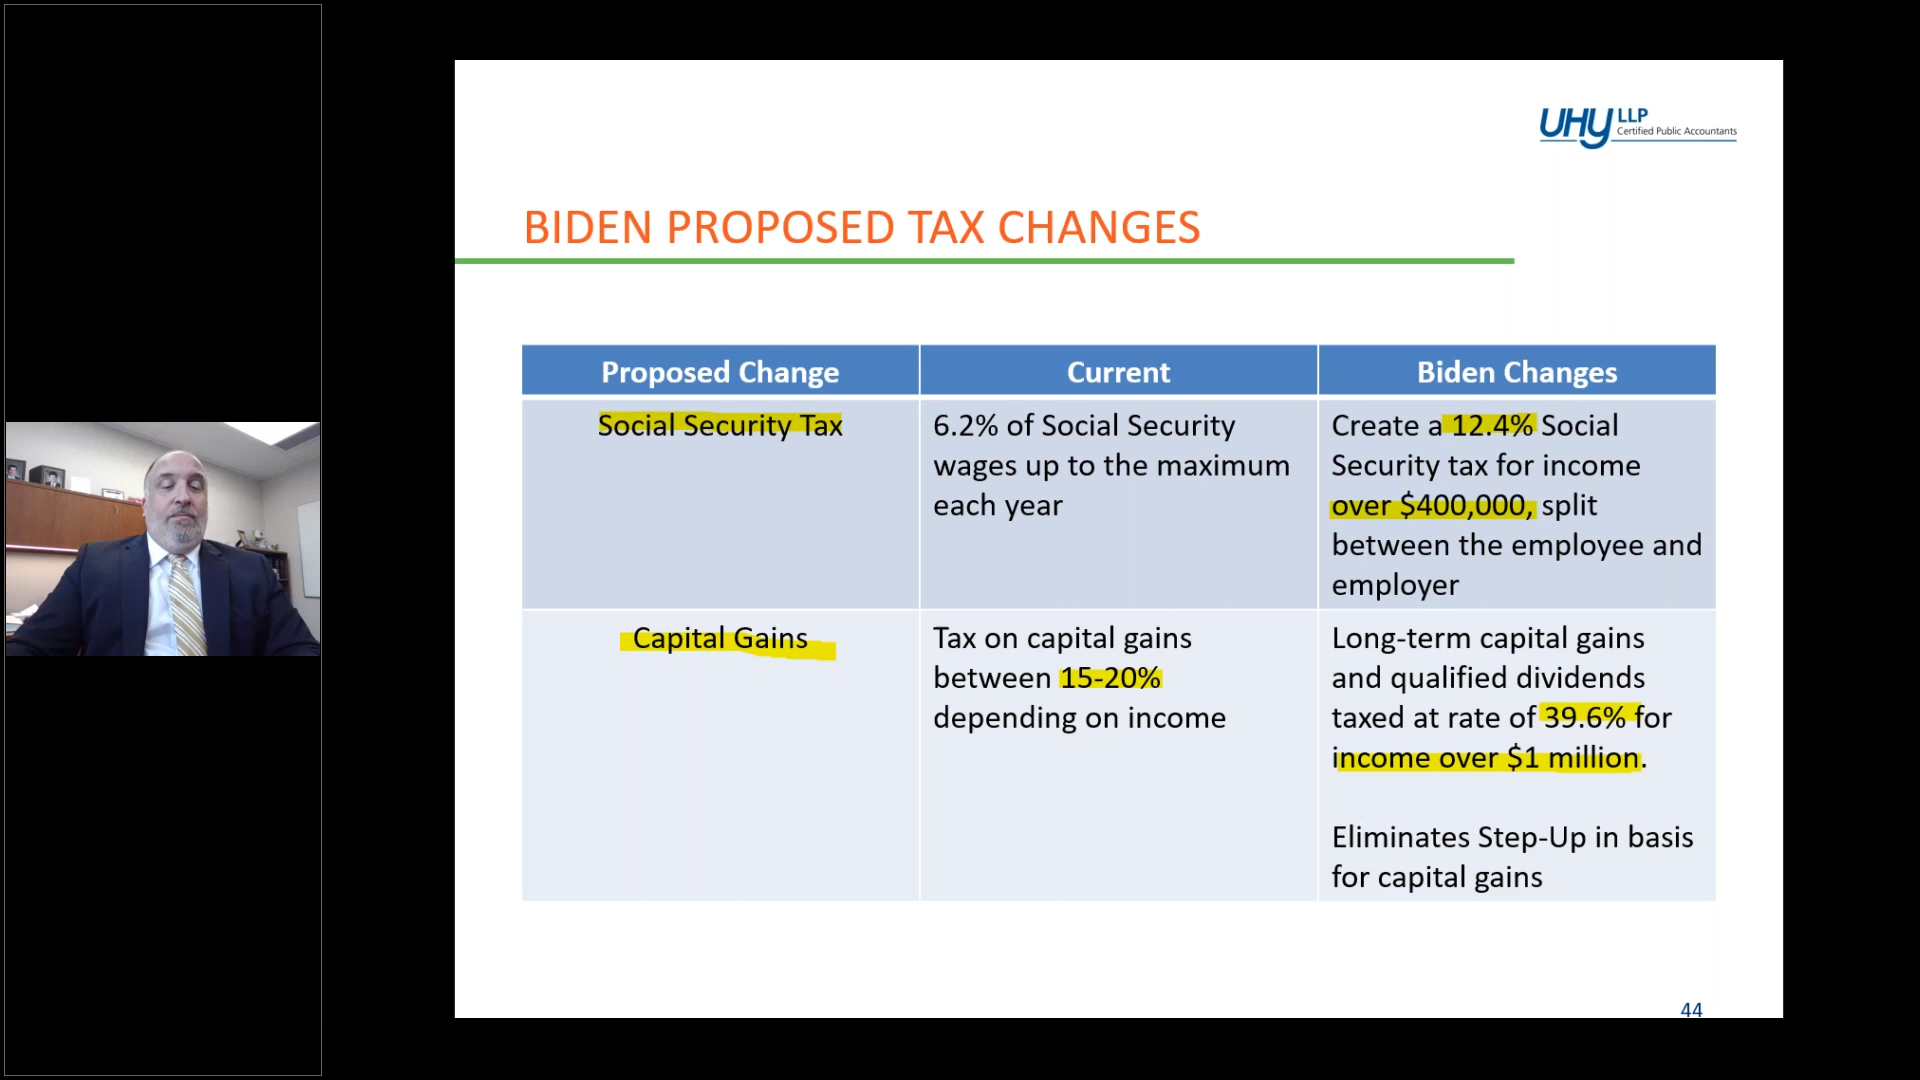 UHY LLP
Certified Public Accountants
BIDEN PROPOSED TAX CHANGES
Proposed Change
Current
Biden Changes
Social Security Tax
6.2% of Social Security
wages up to the maximum
each year
Create a 12.4% Social
Security tax for income
over $400,000, split
between the employee and
employer
Capital Gains
Tax on capital gains
between 15-20%
depending on income
Long-term capital gains
and qualified dividends
taxed at rate of 39.6% for
income over $1 million.
Eliminates Step-Up in basis
for capital gains
44